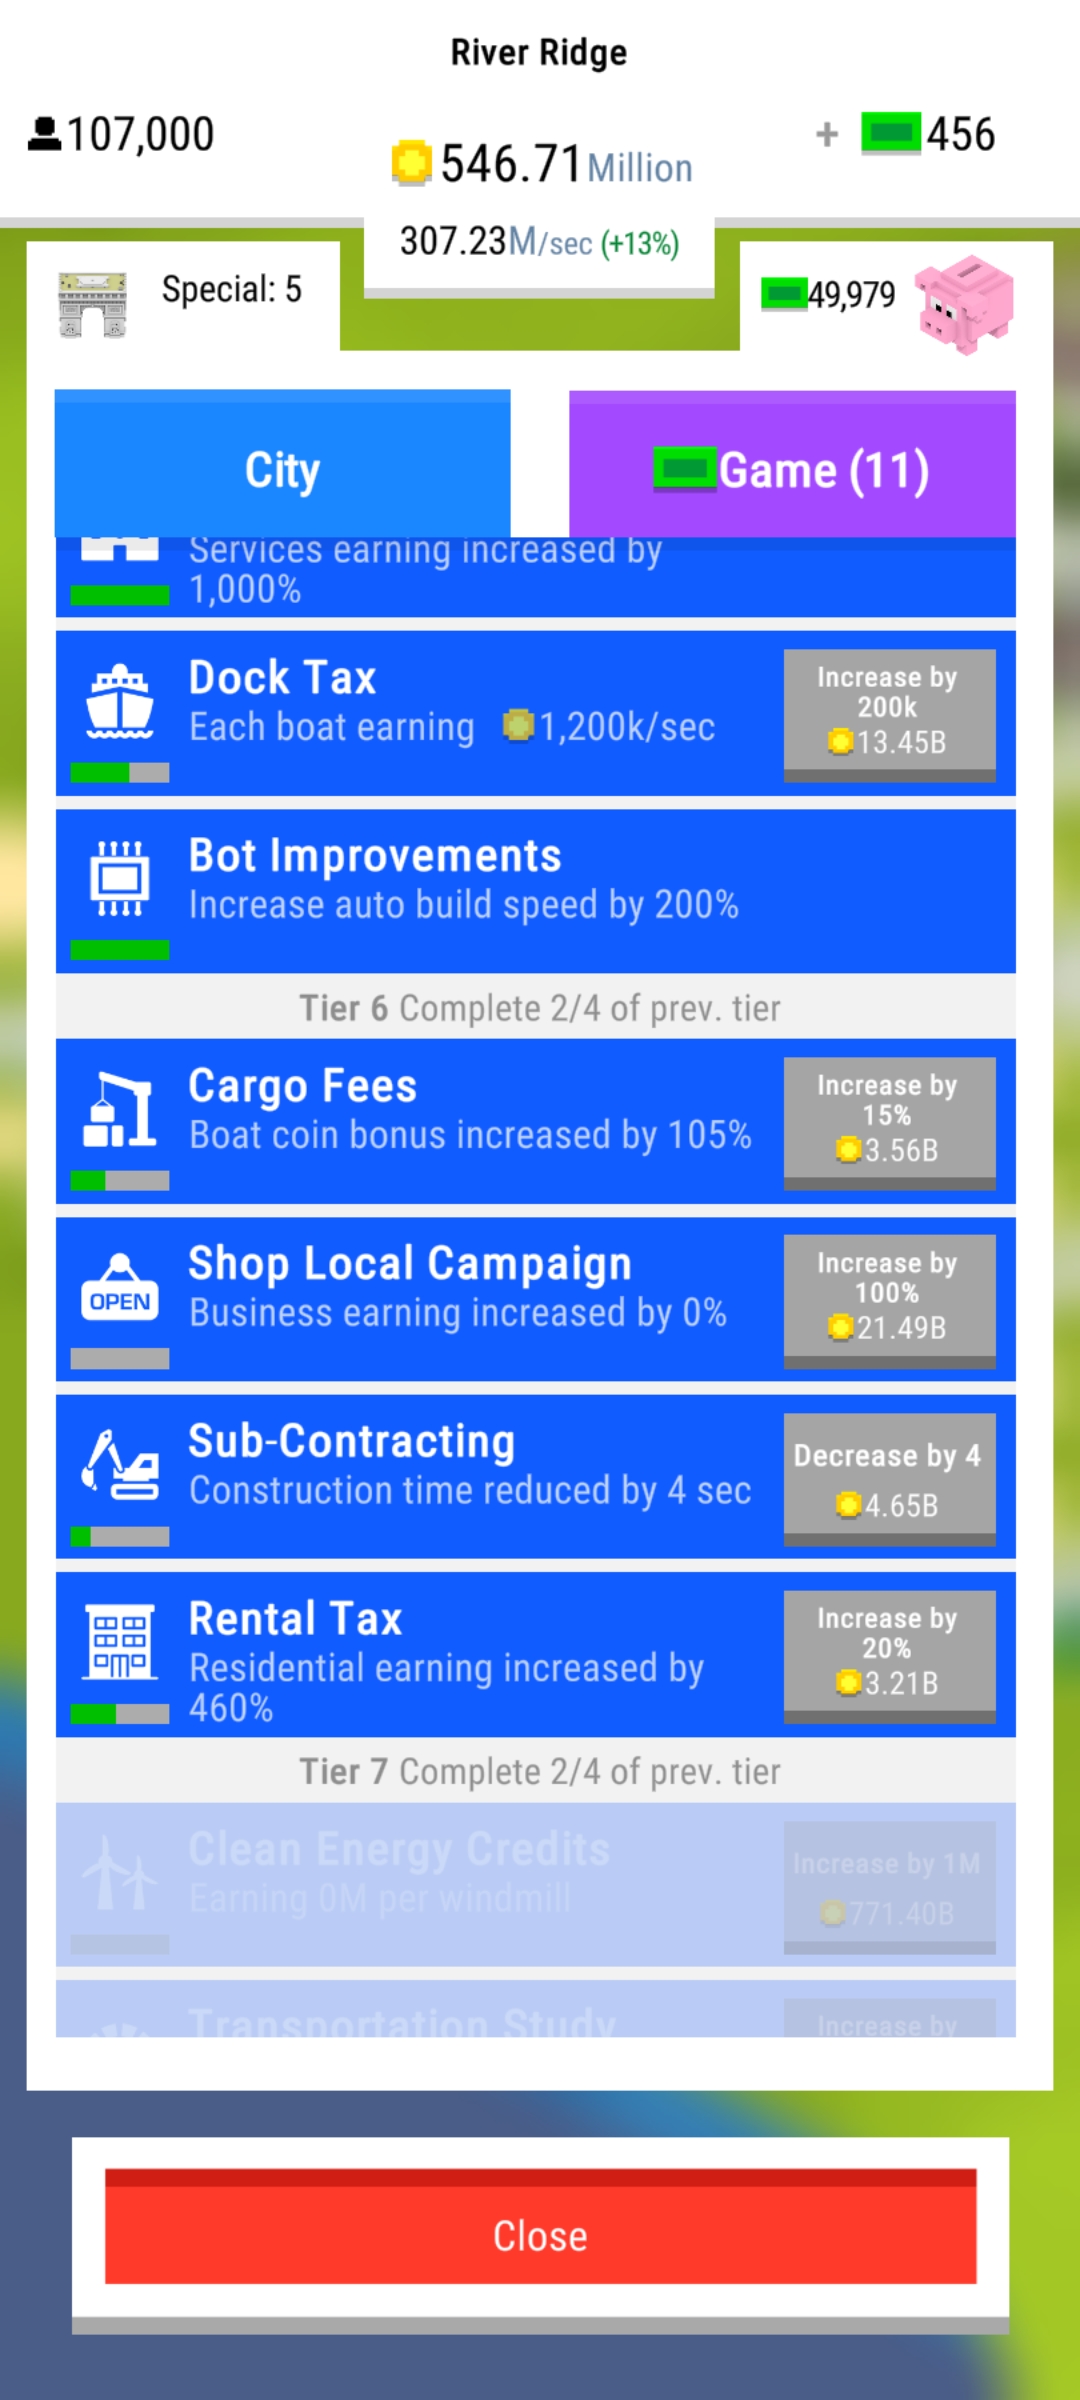 River Ridge
107,000
546.71 Million
+ 456
307.23M/sec (+13%)
Special: 5
49,979
City
Game (11)
Services earning increased by
1,000%
Dock Tax
Each boat earning 1,200k/sec
Increase by
200k
13.45B
Bot Improvements
Increase auto build speed by 200%
Tier 6 Complete 2/4 of prev. tier
Cargo Fees
Boat coin bonus increased by 105%
Increase by
15%
3.56B
OPEN
Shop Local Campaign
Business earning increased by 0%
Increase by
100%
21.49B
Sub-Contracting
Construction time reduced by 4 sec
Decrease by 4
4.65B
Rental Tax
Residential earning increased by
460%
Increase by
20%
3.21B
Tier 7 Complete 2/4 of prev. tier
Clean Energy Credits
Earning 0M per windmill
Increase by 1M
771.40B
Transportation Study
Increase by
Close